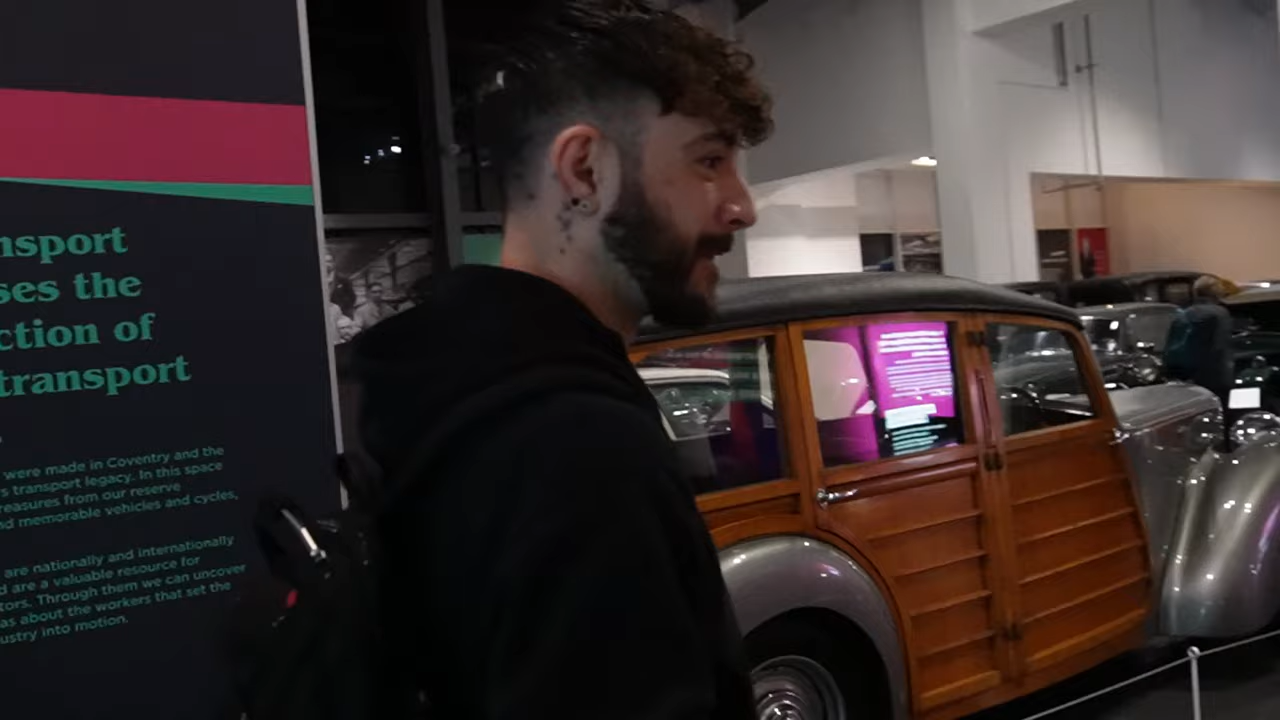 nsport
ses the
ction of
transport
were made in Coventry and the
s transport legacy. In this space
reasures from our reserve
nd memorable vehicles and cycles,
are nationally and internationally
d are a valuable resource for
tors. Through them we can uncover
as about the workers that set the
ustry into motion.